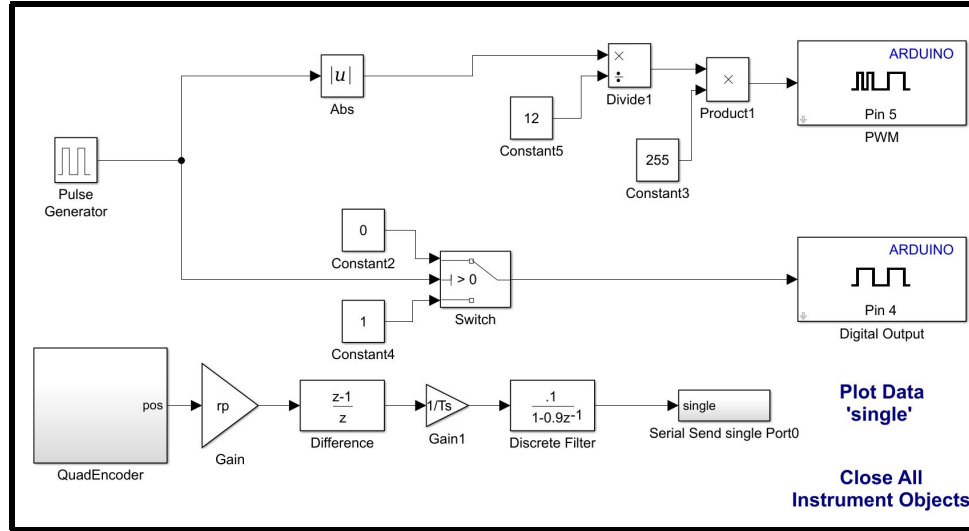 |u|
Abs
×
÷
Divide1
12
Constant5
×
Product1
255
Constant3
ARDUINO
Pin 5
PWM
Pulse
Generator
0
Constant2
> 0
Switch
1
Constant4
ARDUINO
Pin 4
Digital Output
pos
QuadEncoder
rp
Gain
z-1
z
Difference
1/Ts
Gain1
.1
1-0.9z-1
Discrete Filter
single
Serial Send single Port0
Plot Data
'single'
Close All
Instrument Objects